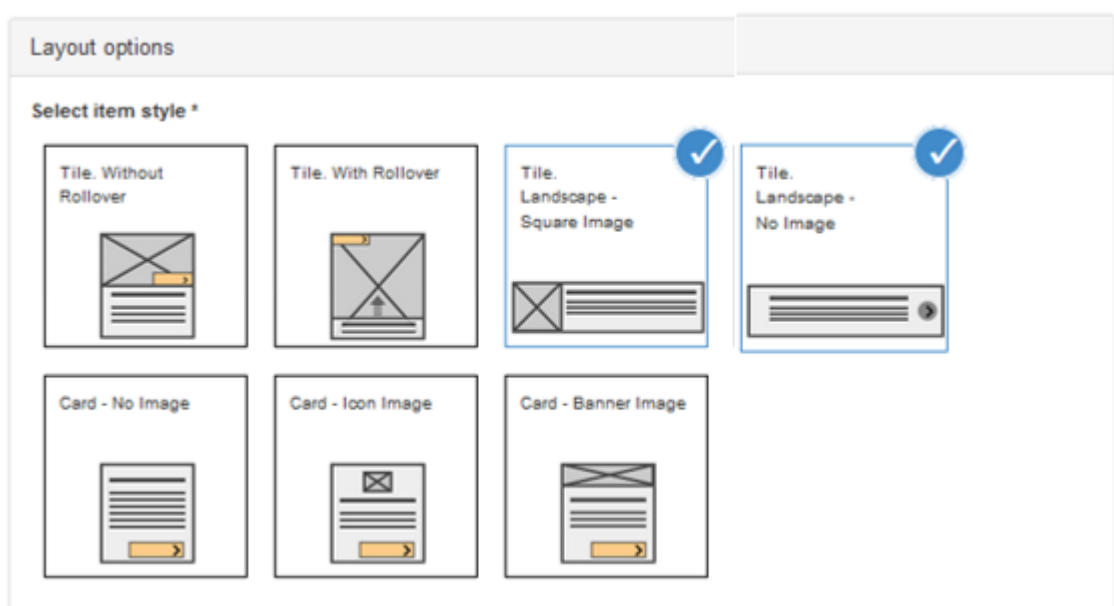 Layout options
Select item style *
Tile. Without
Rollover
Tile. With Rollover
Tile.
Landscape -
Square Image
Tile.
Landscape -
No Image
Card - No Image
Card - Icon Image
Card - Banner Image